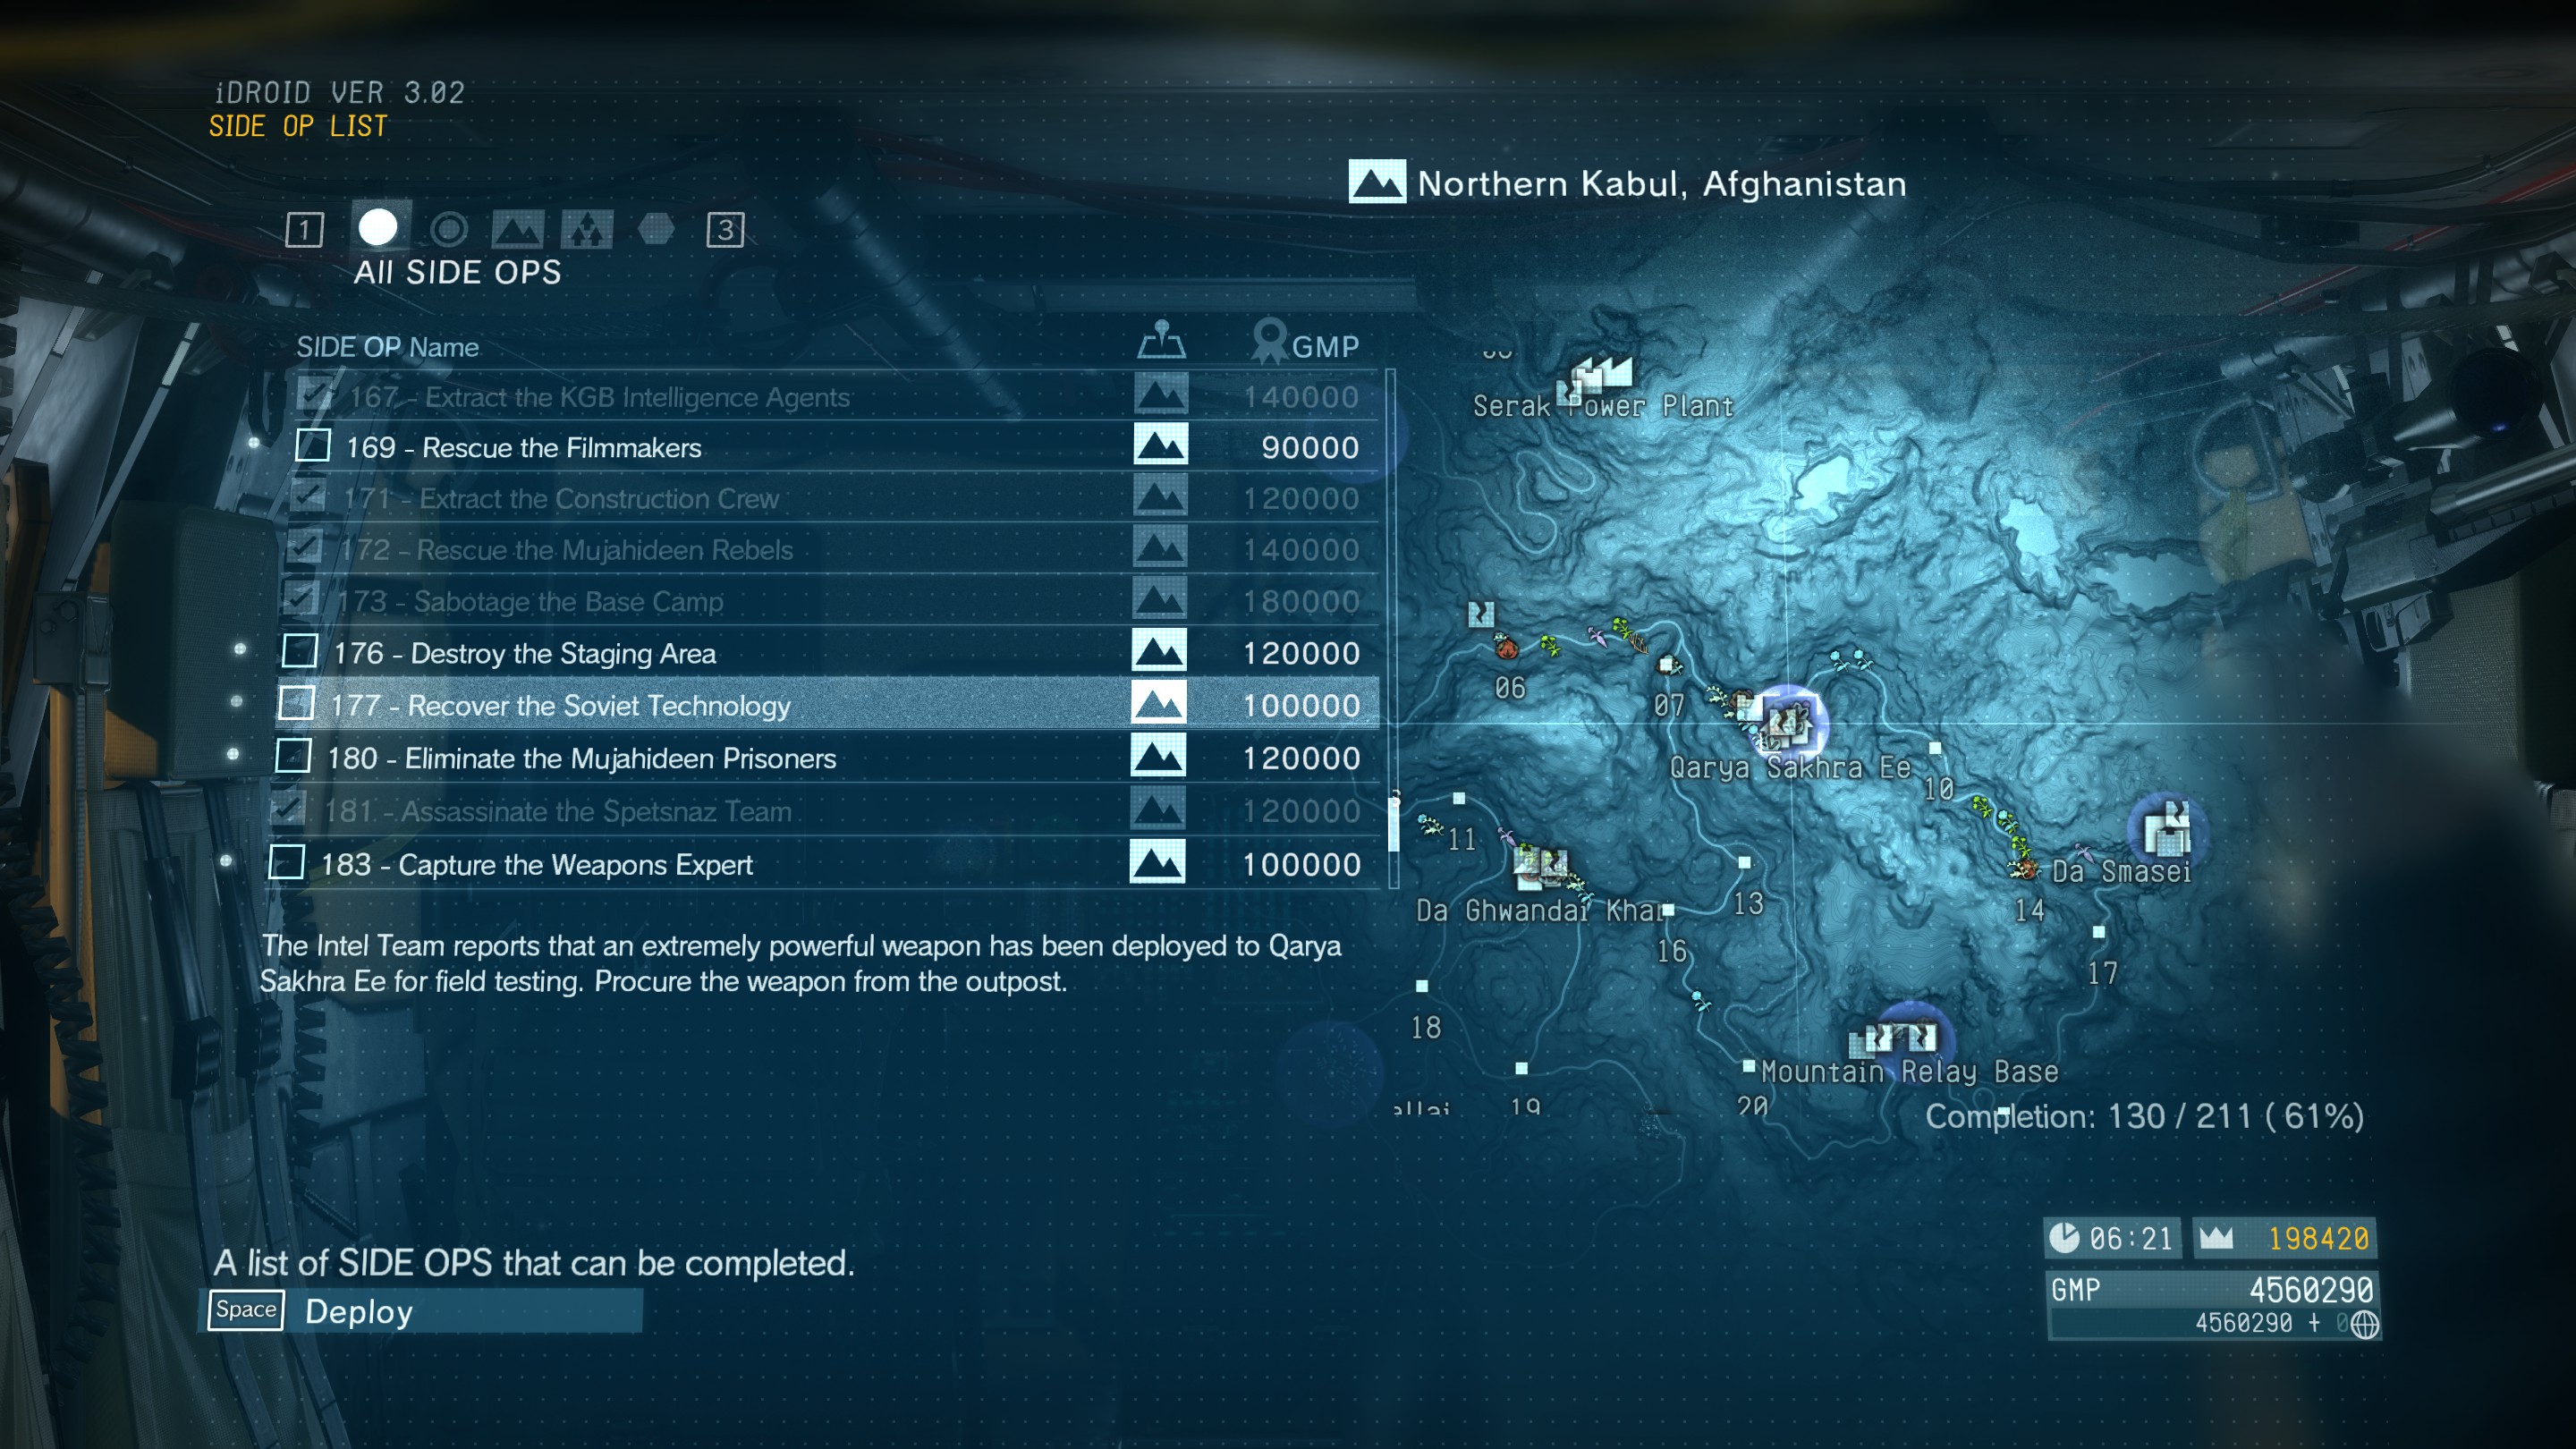 iDROID VER 3.02
SIDE OP LIST
Northern Kabul, Afghanistan
1
3
All SIDE OPS
SIDE OP Name
GMP
167 - Extract the KGB Intelligence Agents 140000
169 - Rescue the Filmmakers 90000
171 - Extract the Construction Crew 120000
172 - Rescue the Mujahideen Rebels 140000
173 - Sabotage the Base Camp 180000
176 - Destroy the Staging Area 120000
177 - Recover the Soviet Technology 100000
180 - Eliminate the Mujahideen Prisoners 120000
181 - Assassinate the Spetsnaz Team 120000
183 - Capture the Weapons Expert 100000
The Intel Team reports that an extremely powerful weapon has been deployed to Qarya
Sakhra Ee for field testing. Procure the weapon from the outpost.
Serak Power Plant
06
07
Qarya Sakhra Ee
10
11
Da Smasei
Da Ghwandai Khar
13
14
16
17
18
Mountain Relay Base
19
20
Completion: 130 / 211 ( 61%)
A list of SIDE OPS that can be completed.
Space Deploy
06:21
198420
GMP 4560290
4560290 + 0